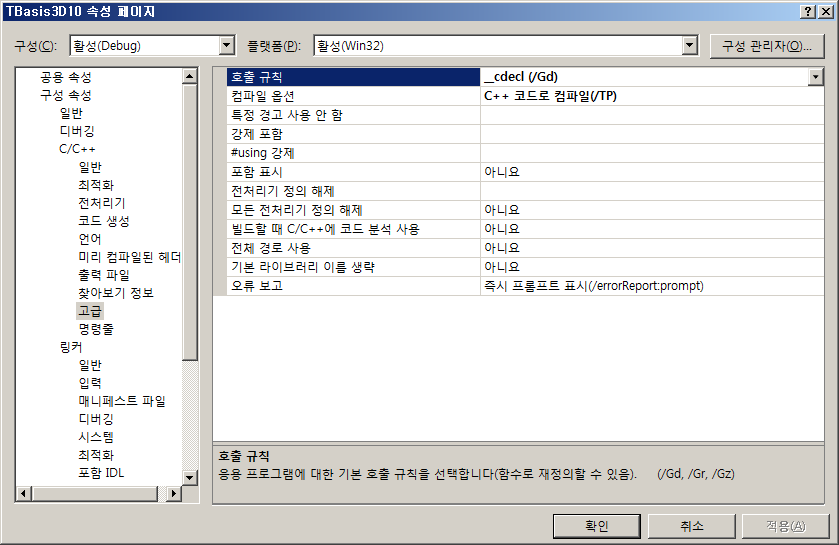 TBasis3D10 속성 페이지
구성(C): 활성(Debug) 플랫폼(P): 활성(Win32) 구성 관리자(O)...
공용 속성
구성 속성
일반
디버깅
C/C++
일반
최적화
전처리기
코드 생성
언어
미리 컴파일된 헤더
출력 파일
찾아보기 정보
고급
명령줄
링커
일반
입력
매니페스트 파일
디버깅
시스템
최적화
포함 IDL
호출 규칙 __cdecl (/Gd)
컴파일 옵션 C++ 코드로 컴파일(/TP)
특정 경고 사용 안 함
강제 포함
#using 강제
포함 표시 아니요
전처리기 정의 해제
모든 전처리기 정의 해제 아니요
빌드할 때 C/C++에 코드 분석 사용 아니요
전체 경로 사용 아니요
기본 라이브러리 이름 생략 아니요
오류 보고 즉시 프롬프트 표시(/errorReport:prompt)
호출 규칙
응용 프로그램에 대한 기본 호출 규칙을 선택합니다(함수로 재정의할 수 있음). (/Gd, /Gr, /Gz)
확인 취소 적용(A)